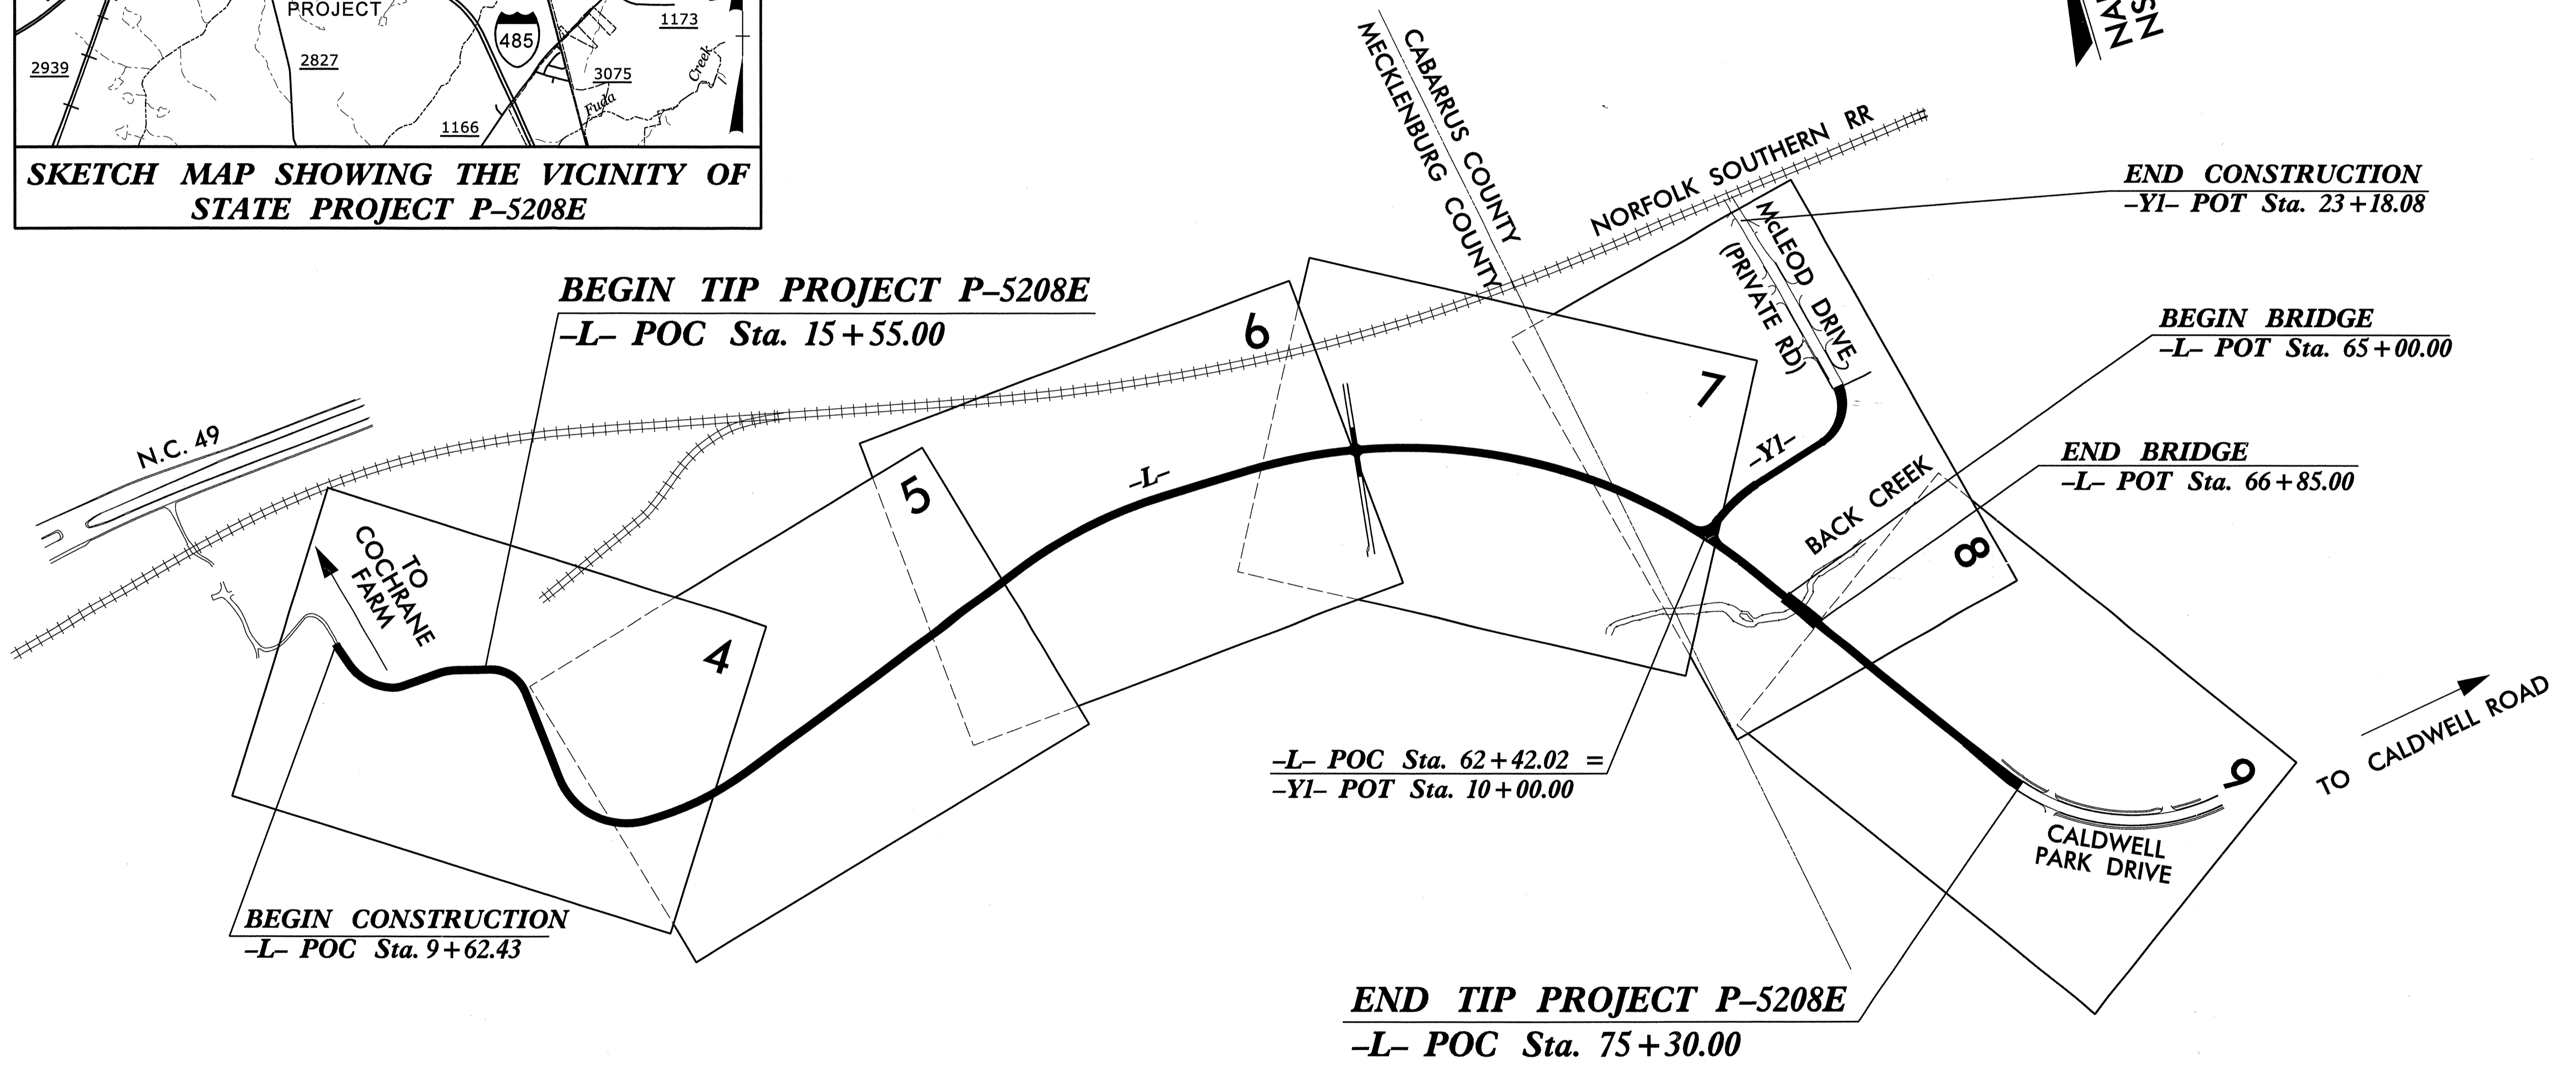 PROJECT
2939
2827
485
1173
3075
Creek
Fuda
1166
SKETCH MAP SHOWING THE VICINITY OF
STATE PROJECT P–5208E
CABARRUS COUNTY
MECKLENBURG COUNTY
NORFOLK SOUTHERN RR
McLEOD DRIVE
(PRIVATE RD)
END CONSTRUCTION
–Y1– POT Sta. 23+18.08
BEGIN TIP PROJECT P–5208E
–L– POC Sta. 15+55.00
BEGIN BRIDGE
–L– POT Sta. 65+00.00
END BRIDGE
–L– POT Sta. 66+85.00
N.C. 49
TO
COCHRANE
FARM
4
5
6
7
8
9
–L–
–Y1–
BACK CREEK
–L– POC Sta. 62+42.02 =
–Y1– POT Sta. 10+00.00
TO CALDWELL ROAD
CALDWELL
PARK DRIVE
BEGIN CONSTRUCTION
–L– POC Sta. 9+62.43
END TIP PROJECT P–5208E
–L– POC Sta. 75+30.00